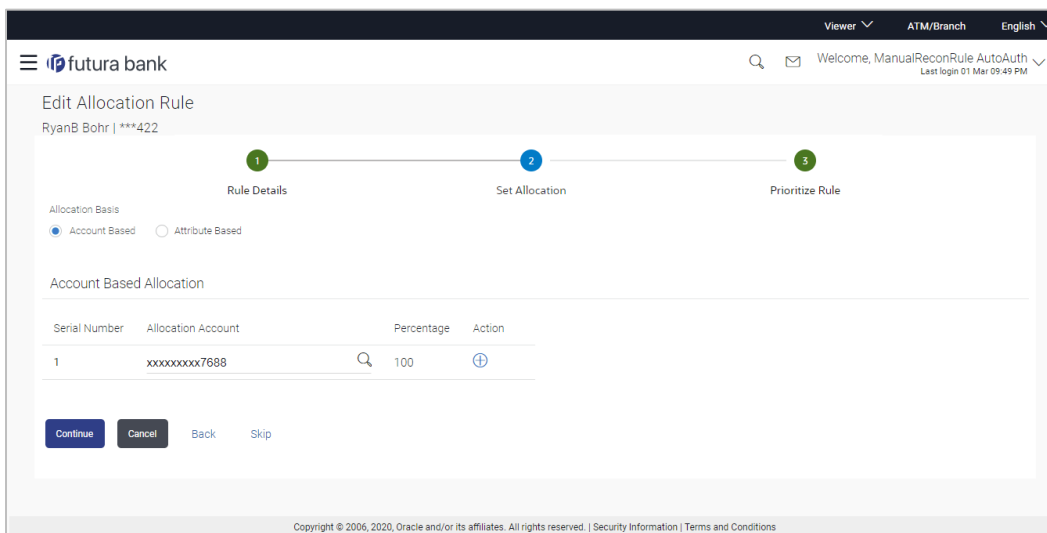 Viewer ATM/Branch English
futura bank
Welcome, ManualReconRule AutoAuth
Last login 01 Mar 09:49 PM
Edit Allocation Rule
RyanB Bohr | ***422
1 2 3
Rule Details Set Allocation Prioritize Rule
Allocation Basis
Account Based Attribute Based
Account Based Allocation
Serial Number Allocation Account Percentage Action
1 xxxxxxxxx7688 100
Continue Cancel Back Skip
Copyright © 2006, 2020, Oracle and/or its affiliates. All rights reserved. | Security Information | Terms and Conditions